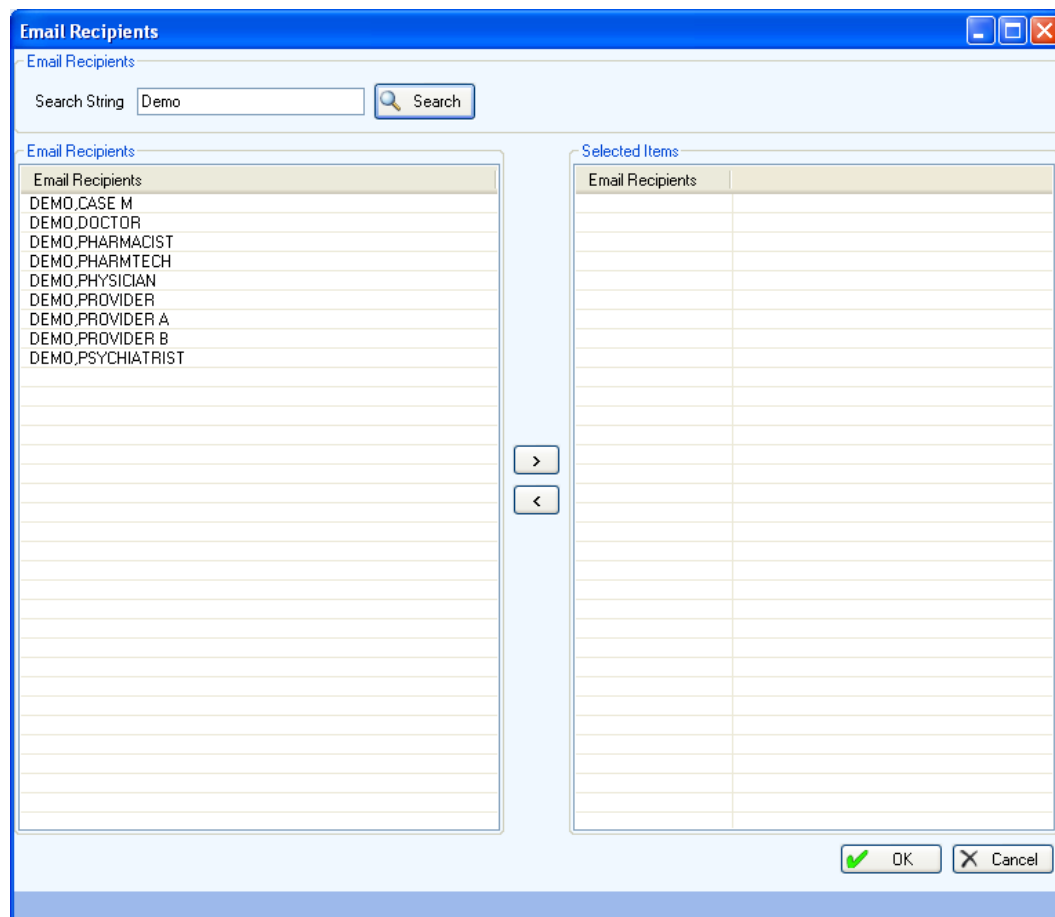 Email Recipients
Email Recipients
Search String Demo Search
Email Recipients
Email Recipients
DEMO,CASE M
DEMO,DOCTOR
DEMO,PHARMACIST
DEMO,PHARMTECH
DEMO,PHYSICIAN
DEMO,PROVIDER
DEMO,PROVIDER A
DEMO,PROVIDER B
DEMO,PSYCHIATRIST
>
<
Selected Items
Email Recipients
OK Cancel